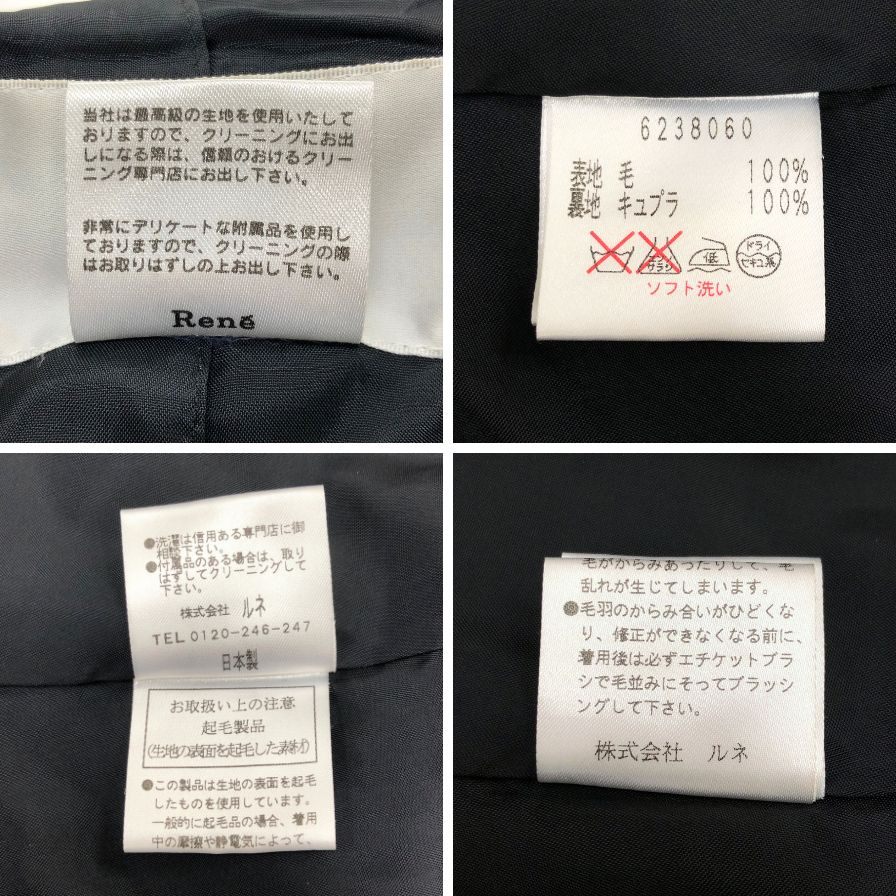 当社は最高級の生地を使用いたして
おりますので、クリーニングにお出
しになる際は、信頼のおけるクリー
ニング専門店にお出し下さい。
非常にデリケートな附属品を使用し
ておりますので、クリーニングの際
はお取りはずしの上お出し下さい。
René
6238060
表地 毛 100%
裏地 キュプラ 100%
エンソサラシ 低 ドライ セキユ系
ソフト洗い
●洗濯は信用ある専門店に御
相談下さい。
●付属品のある場合は、取り
はずしてクリーニングして
下さい。
株式会社 ルネ
TEL 0120-246-247
日本製
お取扱い上の注意
起毛製品
(生地の表面を起毛した素材)
●この製品は生地の表面を起毛
したものを使用しています。
一般的に起毛品の場合、着用
中の摩擦や静電気によって、
毛がからみあったりして、毛
乱れが生じてしまいます。
●毛羽のからみ合いがひどくな
り、修正ができなくなる前に、
着用後は必ずエチケットブラ
シで毛並みにそってブラッシ
ングして下さい。
株式会社 ルネ